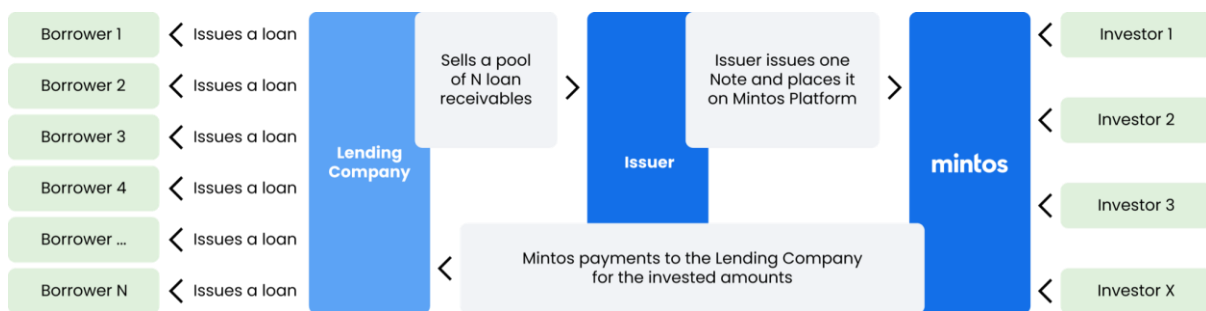 Borrower 1
Issues a loan
Borrower 2
Issues a loan
Borrower 3
Issues a loan
Borrower 4
Issues a loan
Borrower ...
Issues a loan
Borrower N
Issues a loan
Lending
Company
Sells a pool
of N loan
receivables
Issuer
Issuer issues one
Note and places it
on Mintos Platform
mintos
Mintos payments to the Lending Company
for the invested amounts
Investor 1
Investor 2
Investor 3
Investor X